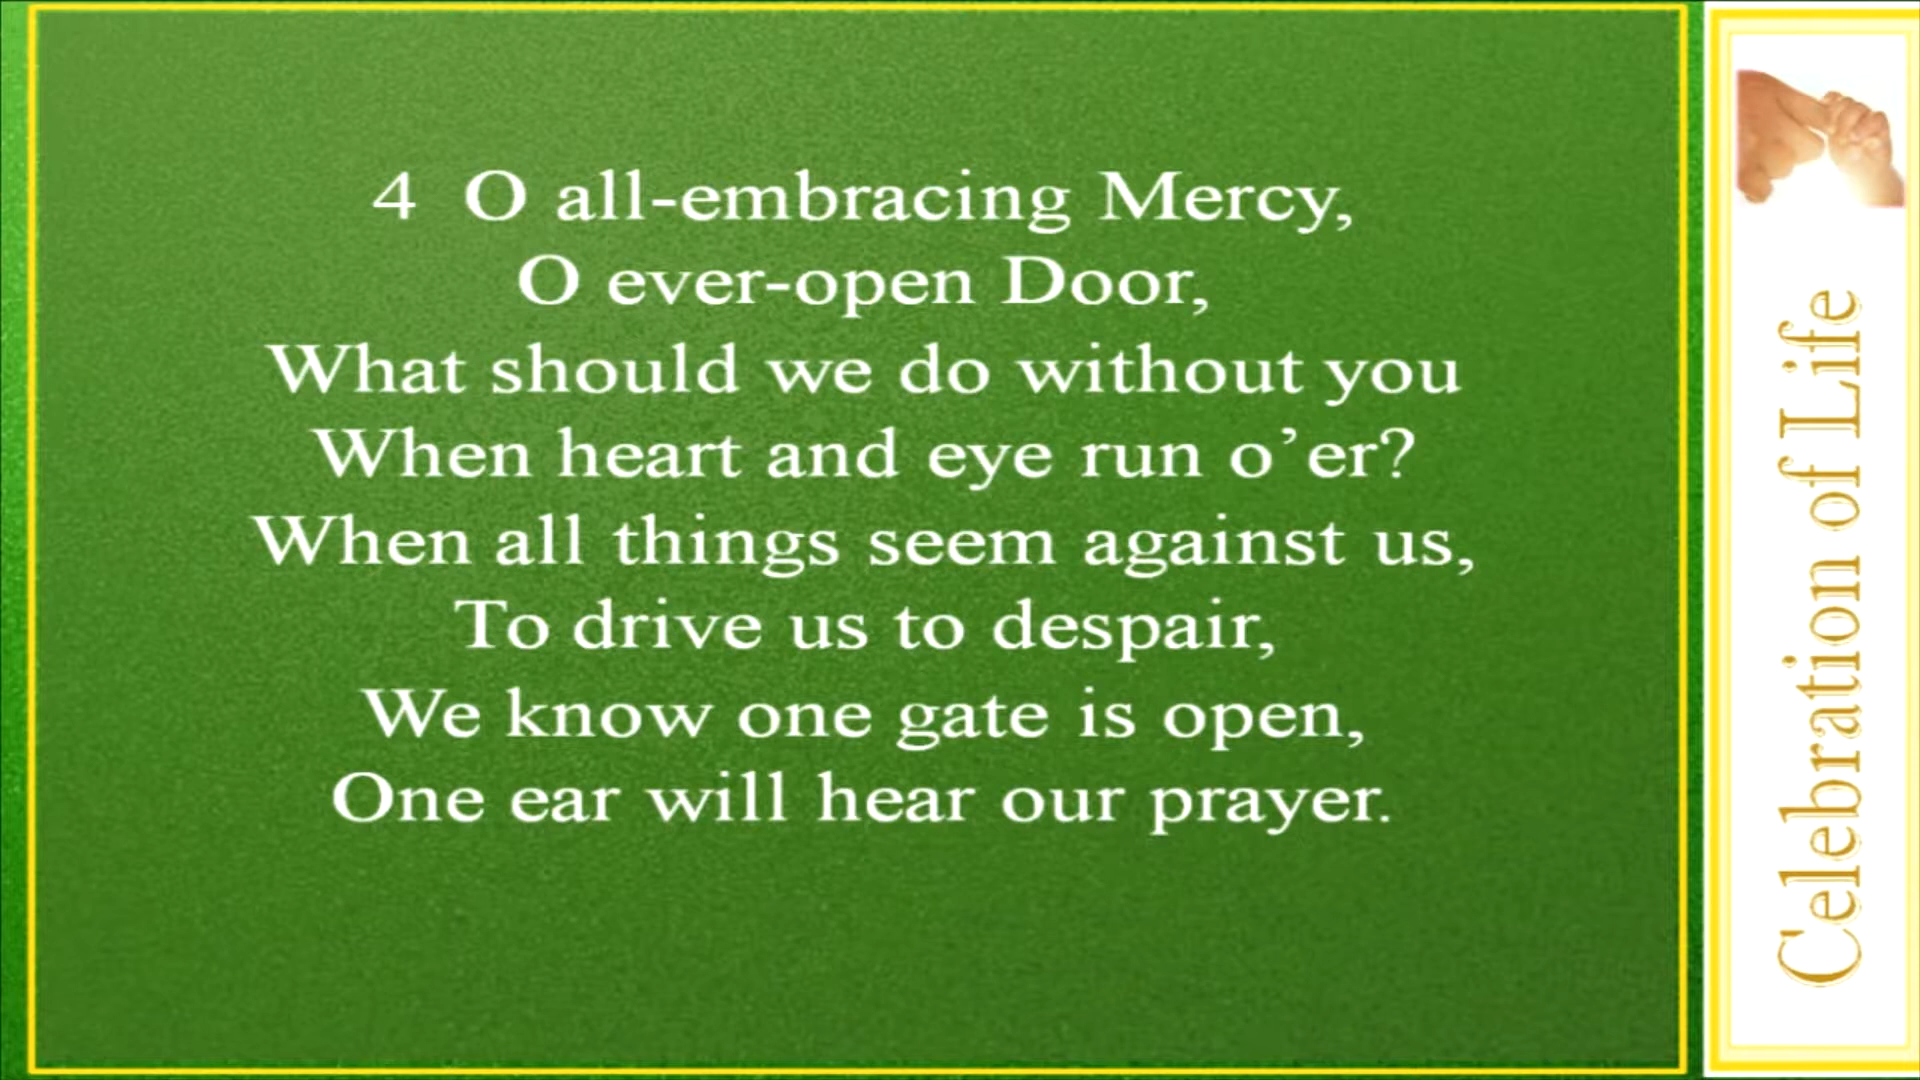 4 O all-embracing Mercy,
O ever-open Door,
What should we do without you
When heart and eye run o’er?
When all things seem against us,
To drive us to despair,
We know one gate is open,
One ear will hear our prayer.
Celebration of Life